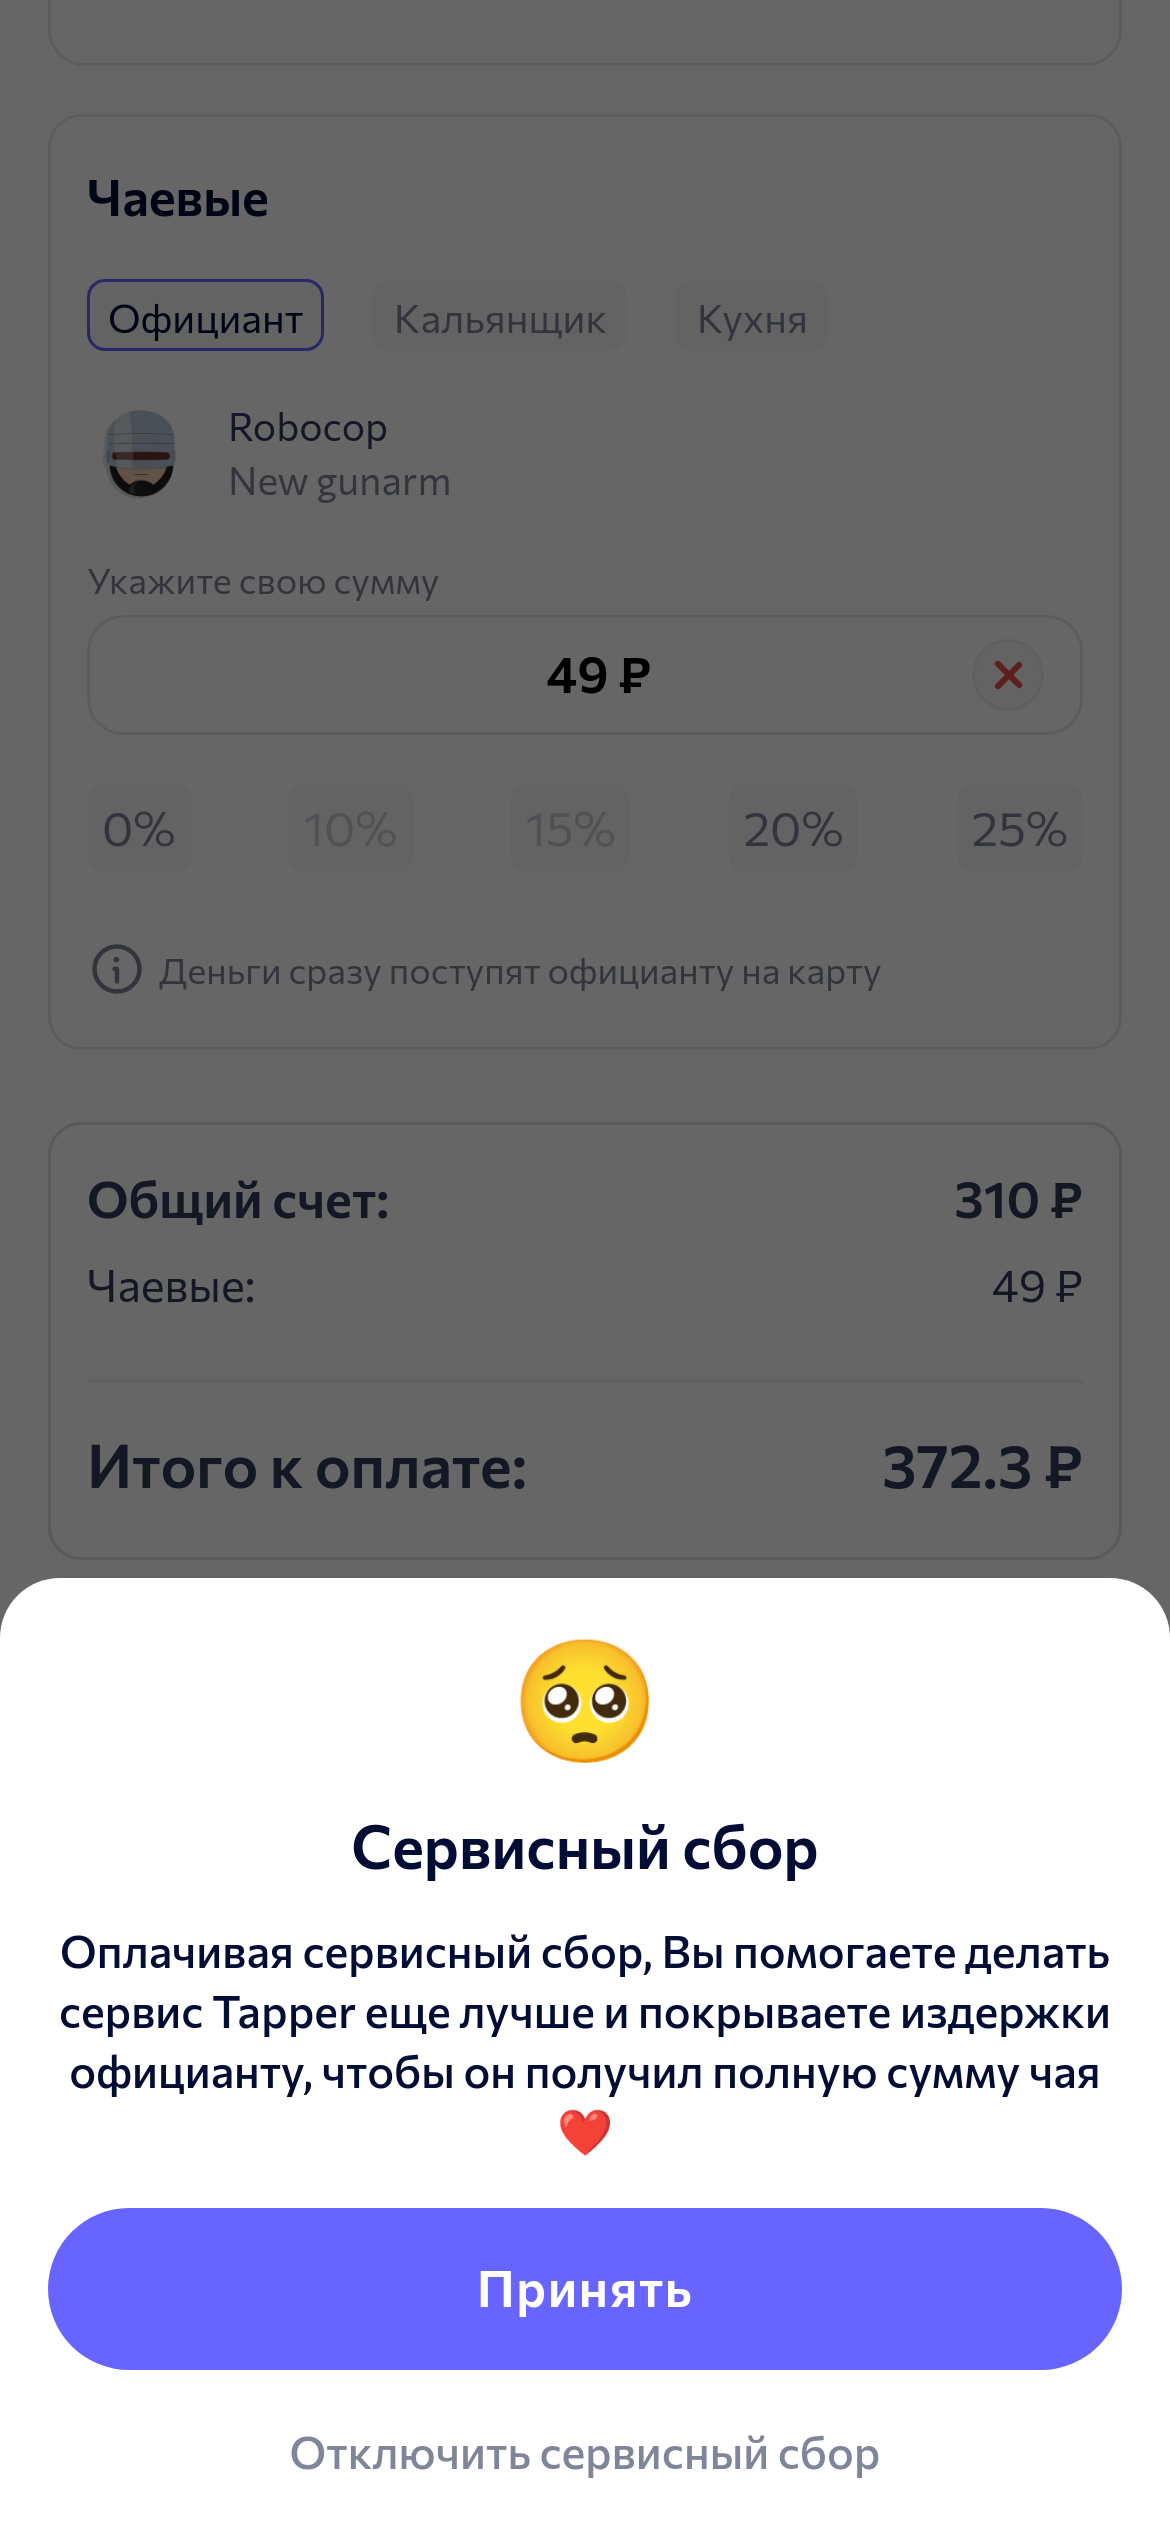 Чаевые
Официант Кальянщик Кухня
Robocop
New gunarm
Укажите свою сумму
49 ₽
0% 10% 15% 20% 25%
Деньги сразу поступят официанту на карту
Общий счет: 310 ₽
Чаевые: 49 ₽
Итого к оплате: 372.3 ₽
Сервисный сбор
Оплачивая сервисный сбор, Вы помогаете делать
сервис Tapper еще лучше и покрываете издержки
официанту, чтобы он получил полную сумму чая
❤️
Принять
Отключить сервисный сбор